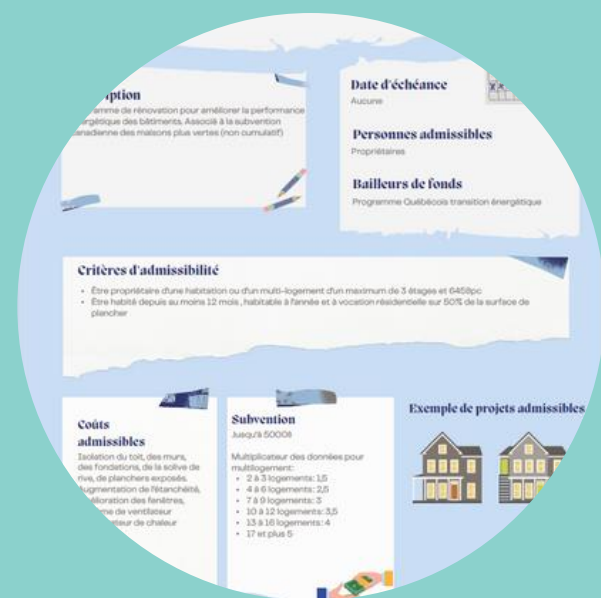 ption
amme de rénovation pour améliorer la performance
rgétique des bâtiments. Associé à la subvention
anadienne des maisons plus vertes (non cumulatif)
Date d'échéance
Aucune
Personnes admissibles
Propriétaires
Bailleurs de fonds
Programme Québécois transition énergétique
Critères d'admissibilité
• Être propriétaire d'une habitation ou d'un multi-logement d'un maximum de 3 étages et 6458pc
• Être habité depuis au moins 12 mois , habitable à l'année et à vocation résidentielle sur 50% de la surface de
plancher
Coûts
admissibles
Isolation du toit, des murs,
des fondations, de la solive de
rive, de planchers exposés.
Augmentation de l'étanchéité,
élioration des fenêtres,
me de ventilateur
ateur de chaleur
Subvention
Jusqu'à 5000$
Multiplicateur des données pour
multilogement:
• 2 à 3 logements: 1,5
• 4 à 6 logements: 2,5
• 7 à 9 logements: 3
• 10 à 12 logements: 3,5
• 13 à 16 logements: 4
• 17 et plus 5
Exemple de projets admissibles